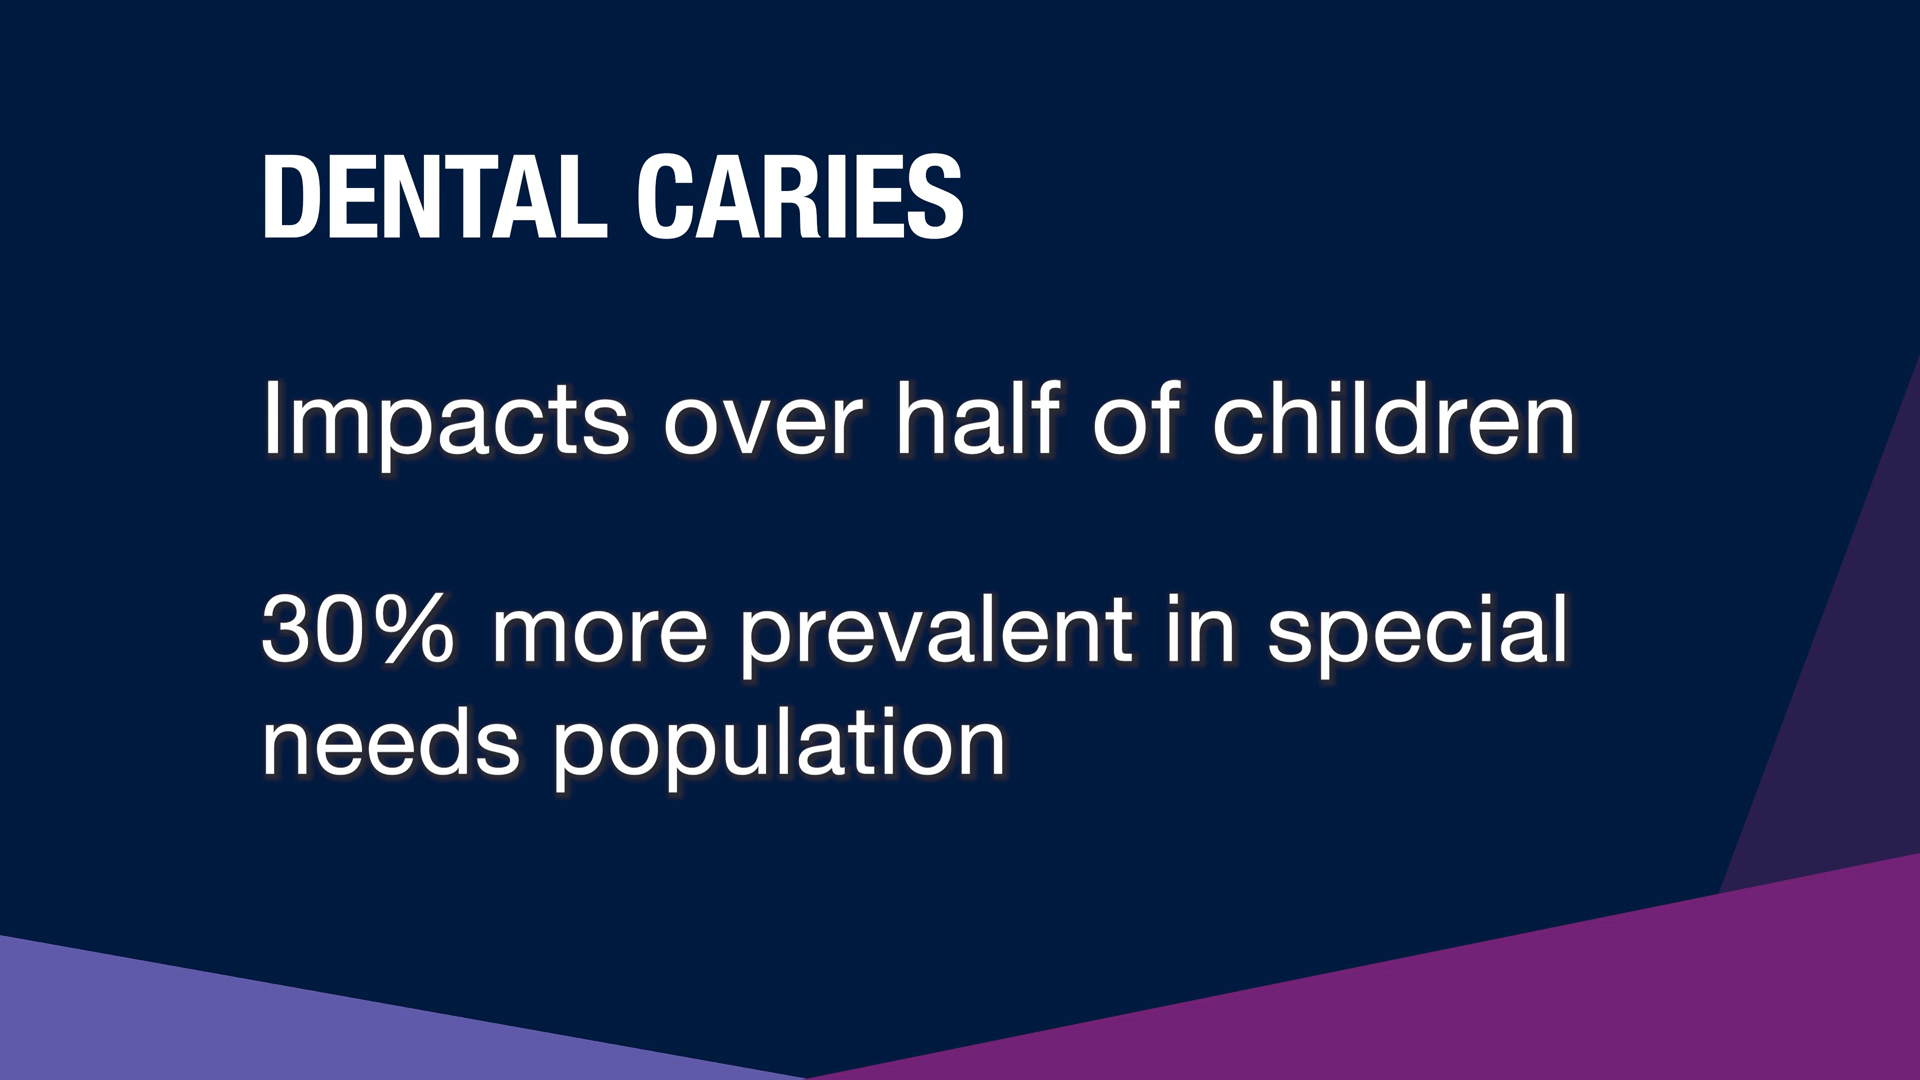 DENTAL CARIES
Impacts over half of children
30% more prevalent in special
needs population